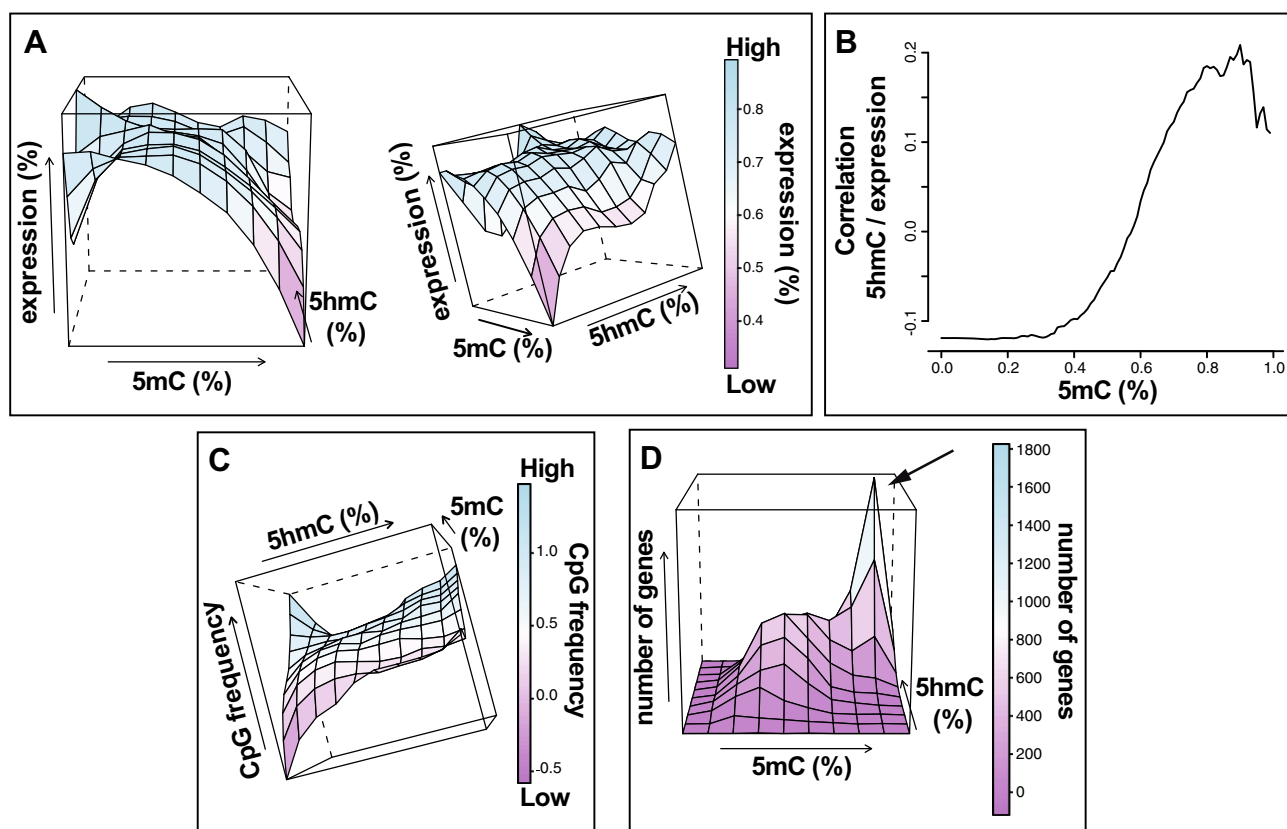 A
High
0.8
0.7
0.6
0.5
0.4
Low
expression (%)
expression (%)
5mC (%)
5hmC
(%)
expression (%)
5mC (%)
5hmC (%)
B
Correlation
5hmC / expression
0.2
0.1
0.0
-0.1
0.0 0.2 0.4 0.6 0.8 1.0
5mC (%)
C
High
1.0
0.5
0.0
-0.5
Low
CpG frequency
5hmC (%)
5mC
(%)
CpG frequency
D
1800
1600
1400
1200
1000
800
600
400
200
0
number of genes
number of genes
5hmC
(%)
5mC (%)